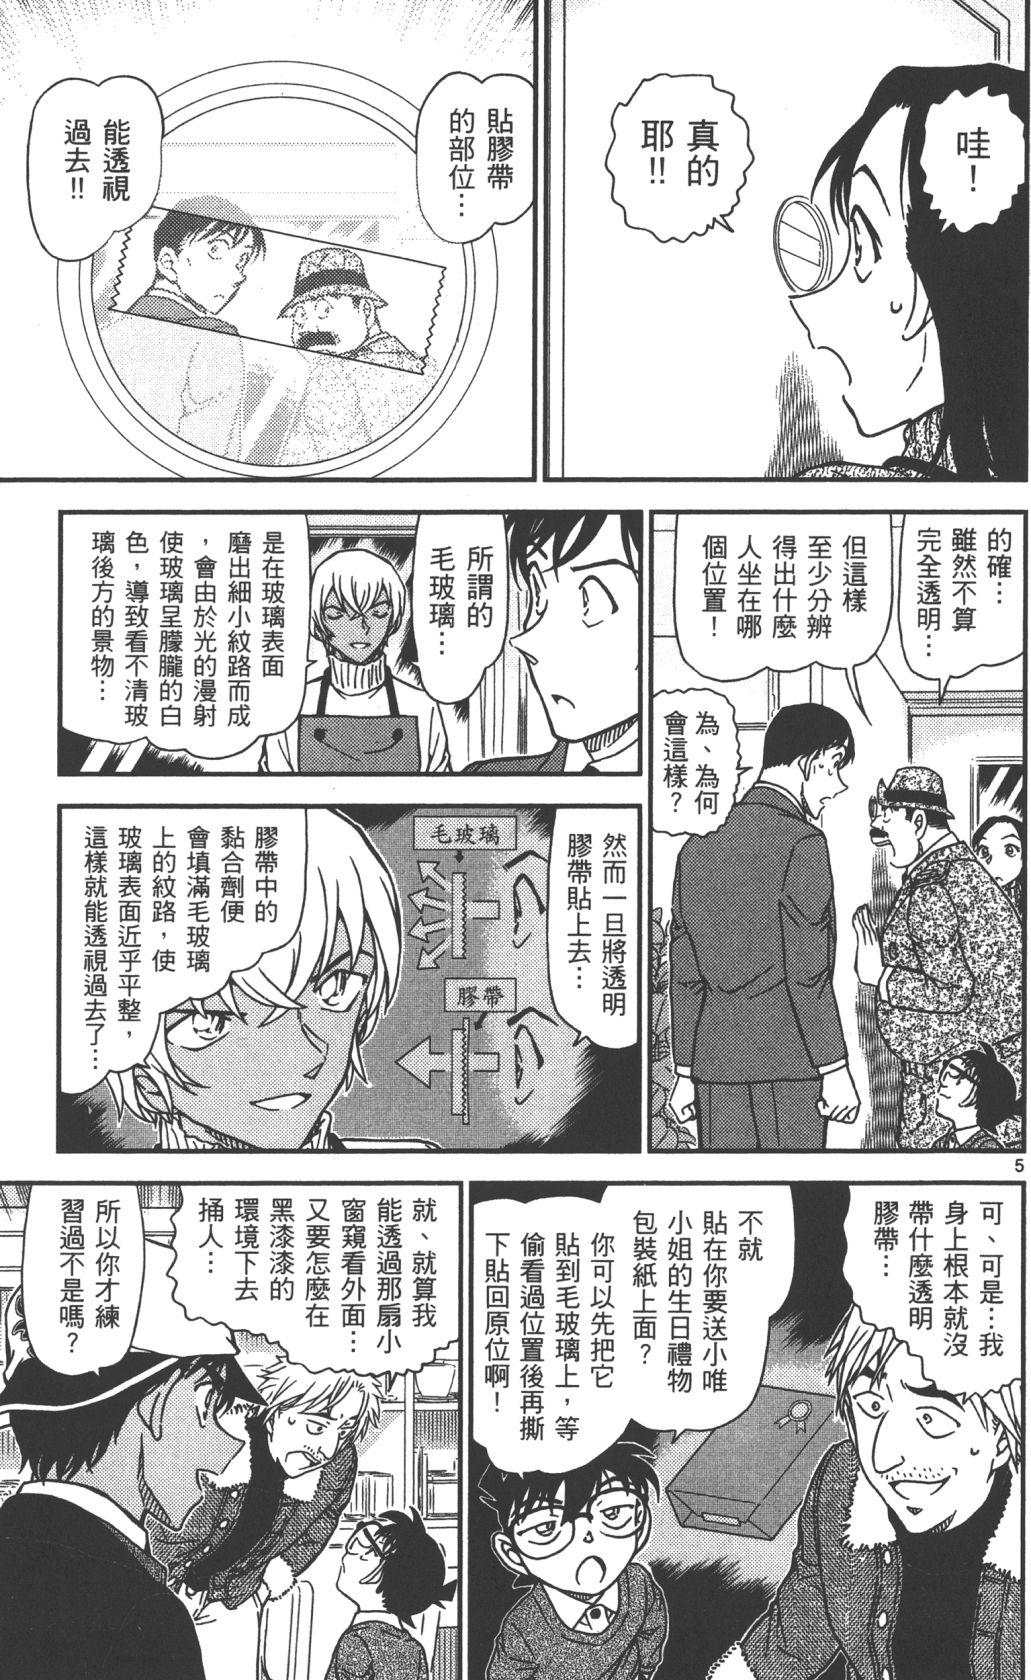 哇！
真的
耶!!
貼膠帶
的部位…
能透視
過去!!
的確…
雖然不算
完全透明…
但這樣
至少分辨
得出什麼
人坐在哪
個位置！
為、為何
會這樣？
所謂的
毛玻璃…
是在玻璃表面
磨出細小紋路而成
，會由於光的漫射
使玻璃呈朦朧的白
色，導致看不清玻
璃後方的景物…
然而一旦將透明
膠帶貼上去…
毛玻璃
膠帶
膠帶中的
黏合劑便
會填滿毛玻璃
上的紋路，使
玻璃表面近乎平整，
這樣就能透視過去了…
5
可、可是…我
身上根本就沒
帶什麼透明
膠帶…
不就
貼在你要送小唯
小姐的生日禮物
包裝紙上面？
你可以先把它
貼到毛玻璃上，等
偷看過位置後再撕
下貼回原位啊！
就、就算我
能透過那扇小
窗窺看外面…
又要怎麼在
黑漆漆的
環境下去
捅人…
所以你才練
習過不是嗎？